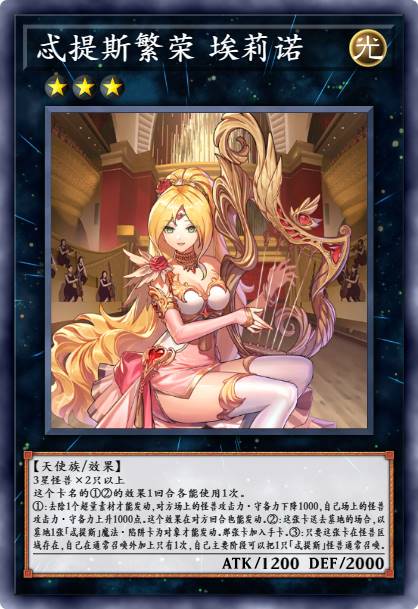 忒提斯繁荣 埃莉诺
光
【天使族/效果】
3星怪兽×2只以上
这个卡名的①②的效果1回合各能使用1次。
①:去除1个超量素材才能发动。对方场上的怪兽攻击力·守备力下降1000,自己场上的怪兽
攻击力·守备力上升1000点。这个效果在对方回合也能发动。②:这张卡送去墓地的场合,以
墓地1张「忒提斯」魔法·陷阱卡为对象才能发动。那张卡加入手卡。③:只要这张卡在怪兽区
域存在,自己在通常召唤外加上只有1次,自己主要阶段可以把1只「忒提斯」怪兽通常召唤。
ATK/1200 DEF/2000